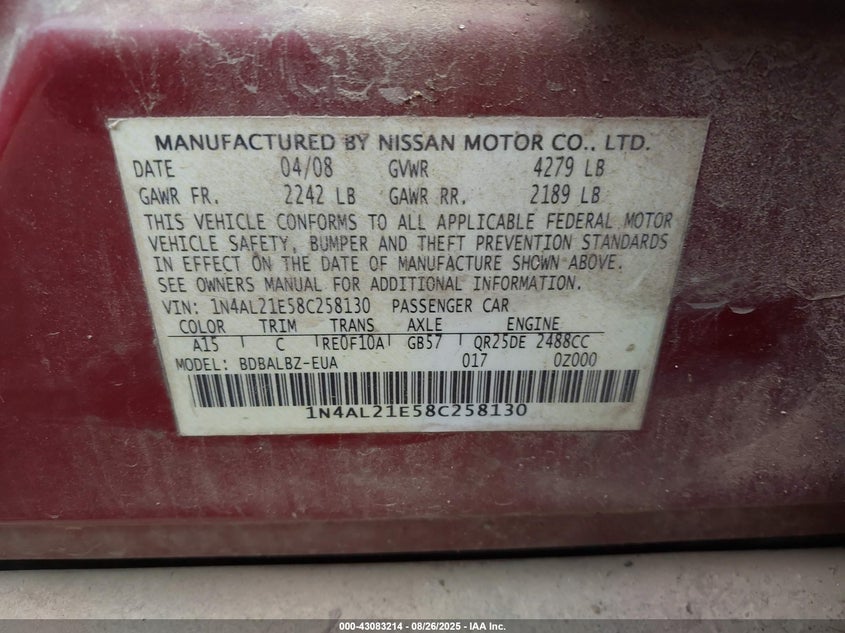 MANUFACTURED BY NISSAN MOTOR CO., LTD.
DATE 04/08 GVWR 4279 LB
GAWR FR. 2242 LB GAWR RR. 2189 LB
THIS VEHICLE CONFORMS TO ALL APPLICABLE FEDERAL MOTOR
VEHICLE SAFETY, BUMPER AND THEFT PREVENTION STANDARDS
IN EFFECT ON THE DATE OF MANUFACTURE SHOWN ABOVE.
SEE OWNERS MANUAL FOR ADDITIONAL INFORMATION.
VIN: 1N4AL21E58C258130 PASSENGER CAR
COLOR TRIM TRANS AXLE ENGINE
A15 C RE0F10A GB57 QR25DE 2488CC
MODEL: BDBALBZ-EUA 017 0Z000
1N4AL21E58C258130
000-43083214 - 08/26/2025 - IAA Inc.